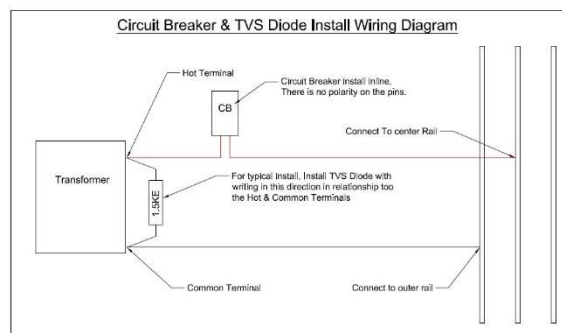 Circuit Breaker & TVS Diode Install Wiring Diagram
Hot Terminal
Circuit Breaker Install Inline.
There is no polarity on the pins.
CB
Connect To center Rail
Transformer
1.5KE
For typical install, Install TVS Diode with
writing in this direction in relationship too
the Hot & Common Terminals
Common Terminal
Connect to outer rail